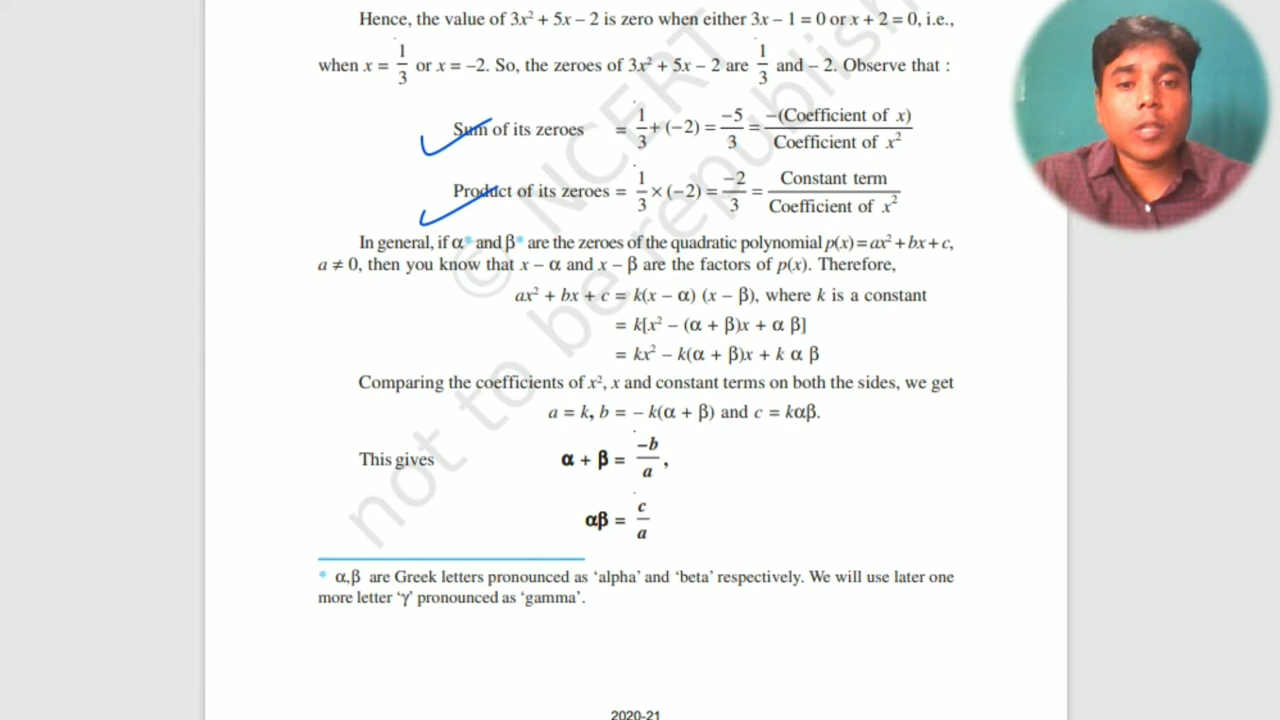 Hence, the value of 3x² + 5x – 2 is zero when either 3x – 1 = 0 or x + 2 = 0, i.e.,
when x = 1/3 or x = –2. So, the zeroes of 3x² + 5x – 2 are 1/3 and – 2. Observe that :
Sum of its zeroes = 1/3 + (–2) = –5/3 = –(Coefficient of x)/Coefficient of x²
Product of its zeroes = 1/3 × (–2) = –2/3 = Constant term/Coefficient of x²
In general, if α* and β* are the zeroes of the quadratic polynomial p(x) = ax² + bx + c,
a ≠ 0, then you know that x – α and x – β are the factors of p(x). Therefore,
ax² + bx + c = k(x – α) (x – β), where k is a constant
= k[x² – (α + β)x + α β]
= kx² – k(α + β)x + k α β
Comparing the coefficients of x², x and constant terms on both the sides, we get
a = k, b = – k(α + β) and c = kαβ.
This gives α + β = –b/a,
αβ = c/a
* α,β are Greek letters pronounced as ‘alpha’ and ‘beta’ respectively. We will use later one
more letter ‘γ’ pronounced as ‘gamma’.
2020-21
© NCERT
not to be republish